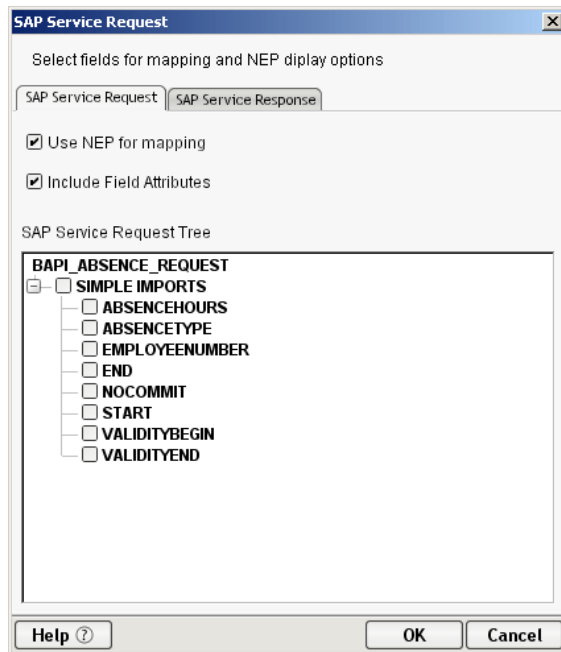 SAP Service Request
Select fields for mapping and NEP diplay options
SAP Service Request SAP Service Response
Use NEP for mapping
Include Field Attributes
SAP Service Request Tree
BAPI_ABSENCE_REQUEST
SIMPLE IMPORTS
ABSENCEHOURS
ABSENCETYPE
EMPLOYEENUMBER
END
NOCOMMIT
START
VALIDITYBEGIN
VALIDITYEND
Help ? OK Cancel